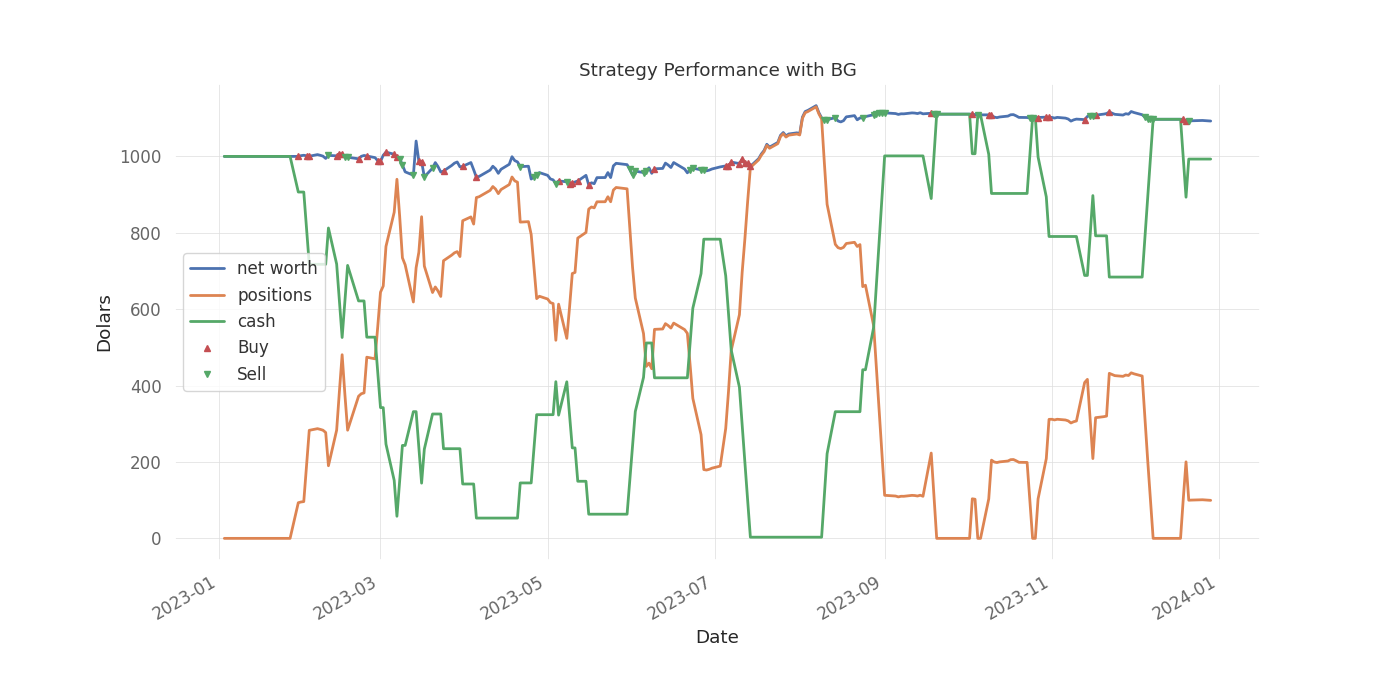 Strategy Performance with BG
Dolars
1000
800
600
400
200
0
net worth
positions
cash
Buy
Sell
2023-01
2023-03
2023-05
2023-07
2023-09
2023-11
2024-01
Date